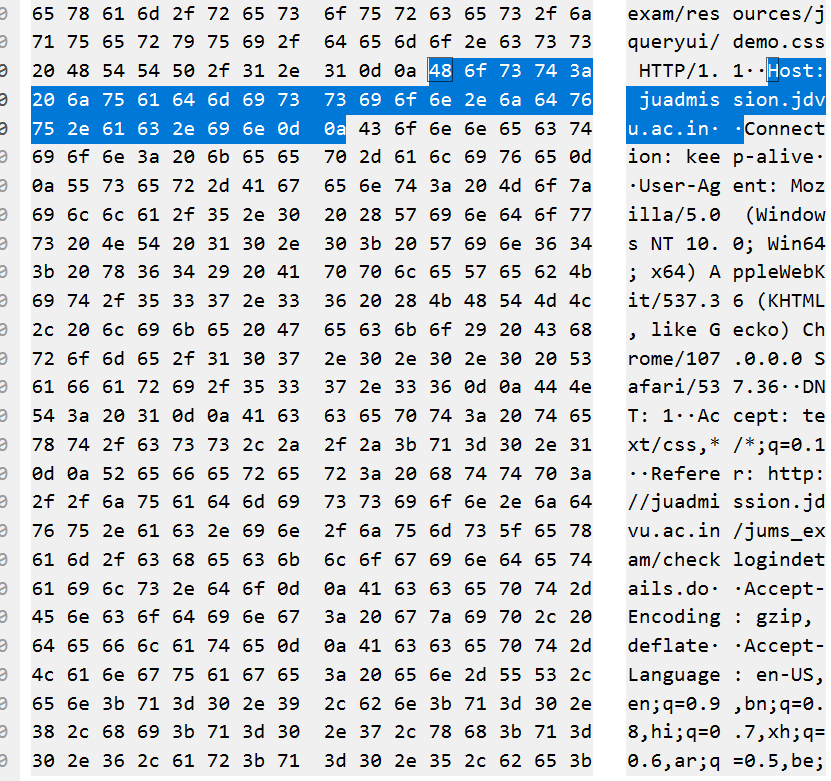 0 65 78 61 6d 2f 72 65 73 6f 75 72 63 65 73 2f 6a exam/res ources/j
0 71 75 65 72 79 75 69 2f 64 65 6d 6f 2e 63 73 73 queryui/ demo.css
0 20 48 54 54 50 2f 31 2e 31 0d 0a 48 6f 73 74 3a HTTP/1. 1··Host:
0 20 6a 75 61 64 6d 69 73 73 69 6f 6e 2e 6a 64 76 juadmis sion.jdv
0 75 2e 61 63 2e 69 6e 0d 0a 43 6f 6e 6e 65 63 74 u.ac.in· ·Connect
0 69 6f 6e 3a 20 6b 65 65 70 2d 61 6c 69 76 65 0d ion: kee p-alive·
0 0a 55 73 65 72 2d 41 67 65 6e 74 3a 20 4d 6f 7a ·User-Ag ent: Moz
0 69 6c 6c 61 2f 35 2e 30 20 28 57 69 6e 64 6f 77 illa/5.0 (Window
0 73 20 4e 54 20 31 30 2e 30 3b 20 57 69 6e 36 34 s NT 10. 0; Win64
0 3b 20 78 36 34 29 20 41 70 70 6c 65 57 65 62 4b ; x64) A ppleWebK
0 69 74 2f 35 33 37 2e 33 36 20 28 4b 48 54 4d 4c it/537.3 6 (KHTML
0 2c 20 6c 69 6b 65 20 47 65 63 6b 6f 29 20 43 68 , like G ecko) Ch
0 72 6f 6d 65 2f 31 30 37 2e 30 2e 30 2e 30 20 53 rome/107 .0.0.0 S
0 61 66 61 72 69 2f 35 33 37 2e 33 36 0d 0a 44 4e afari/53 7.36··DN
0 54 3a 20 31 0d 0a 41 63 63 65 70 74 3a 20 74 65 T: 1··Ac cept: te
0 78 74 2f 63 73 73 2c 2a 2f 2a 3b 71 3d 30 2e 31 xt/css,* /*;q=0.1
0 0d 0a 52 65 66 65 72 65 72 3a 20 68 74 74 70 3a ··Refere r: http:
0 2f 2f 6a 75 61 64 6d 69 73 73 69 6f 6e 2e 6a 64 //juadmi ssion.jd
0 76 75 2e 61 63 2e 69 6e 2f 6a 75 6d 73 5f 65 78 vu.ac.in /jums_ex
0 61 6d 2f 63 68 65 63 6b 6c 6f 67 69 6e 64 65 74 am/check logindet
0 61 69 6c 73 2e 64 6f 0d 0a 41 63 63 65 70 74 2d ails.do· ·Accept-
0 45 6e 63 6f 64 69 6e 67 3a 20 67 7a 69 70 2c 20 Encoding : gzip,
0 64 65 66 6c 61 74 65 0d 0a 41 63 63 65 70 74 2d deflate· ·Accept-
0 4c 61 6e 67 75 61 67 65 3a 20 65 6e 2d 55 53 2c Language : en-US,
0 65 6e 3b 71 3d 30 2e 39 2c 62 6e 3b 71 3d 30 2e en;q=0.9 ,bn;q=0.
0 38 2c 68 69 3b 71 3d 30 2e 37 2c 78 68 3b 71 3d 8,hi;q=0 .7,xh;q=
0 30 2e 36 2c 61 72 3b 71 3d 30 2e 35 2c 62 65 3b 0.6,ar;q =0.5,be;